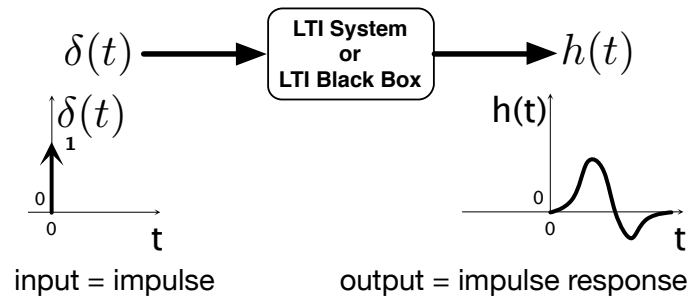 δ(t)
LTI System
or
LTI Black Box
h(t)
δ(t)
1
0
0
t
h(t)
0
0
t
input = impulse
output = impulse response